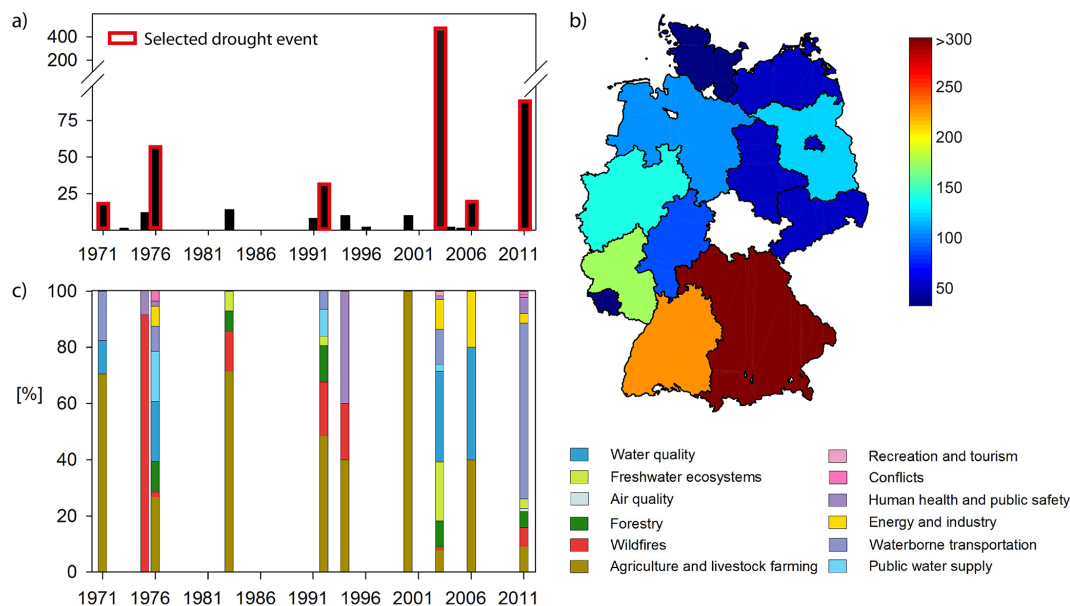 a)
400
200
75
50
25
Selected drought event
1971 1976 1981 1986 1991 1996 2001 2006 2011
b)
>300
250
200
150
100
50
c)
100
80
60
40
20
0
[%]
1971 1976 1981 1986 1991 1996 2001 2006 2011
Water quality
Freshwater ecosystems
Air quality
Forestry
Wildfires
Agriculture and livestock farming
Recreation and tourism
Conflicts
Human health and public safety
Energy and industry
Waterborne transportation
Public water supply